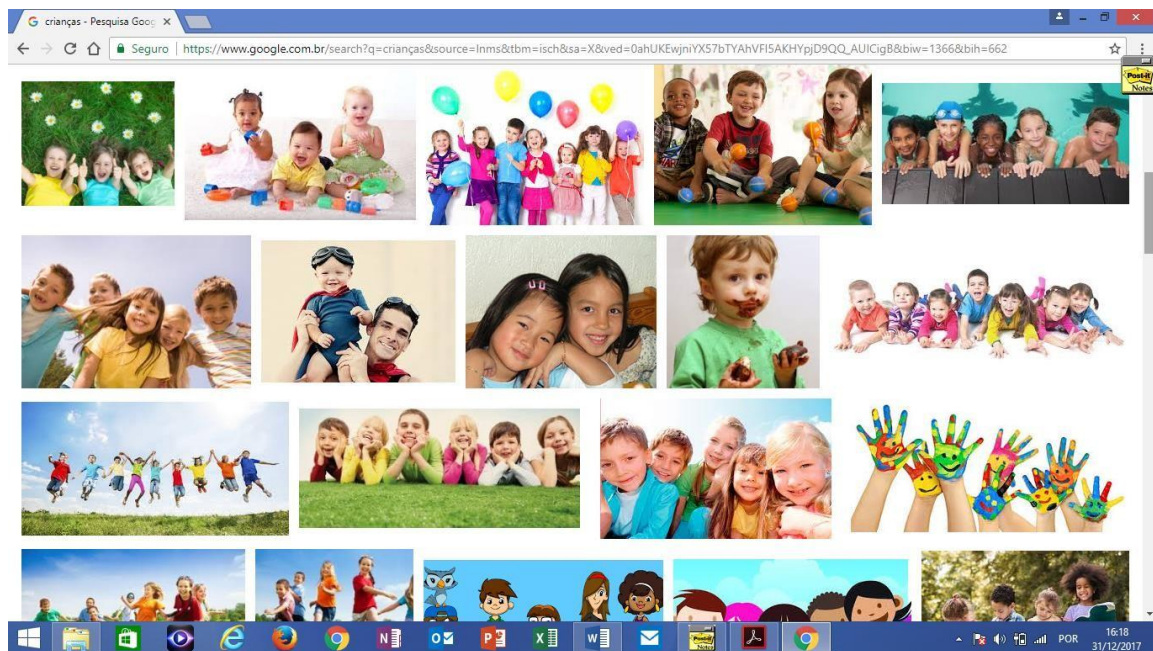 G crianças - Pesquisa Goog
Seguro | https://www.google.com.br/search?q=crianças&source=lnms&tbm=isch&sa=X&ved=0ahUKEwjniYX57bTYAhVFI5AKHYpjD9QQ_AUICigB&biw=1366&bih=662
Post-it
Notes
POR
16:18
31/12/2017